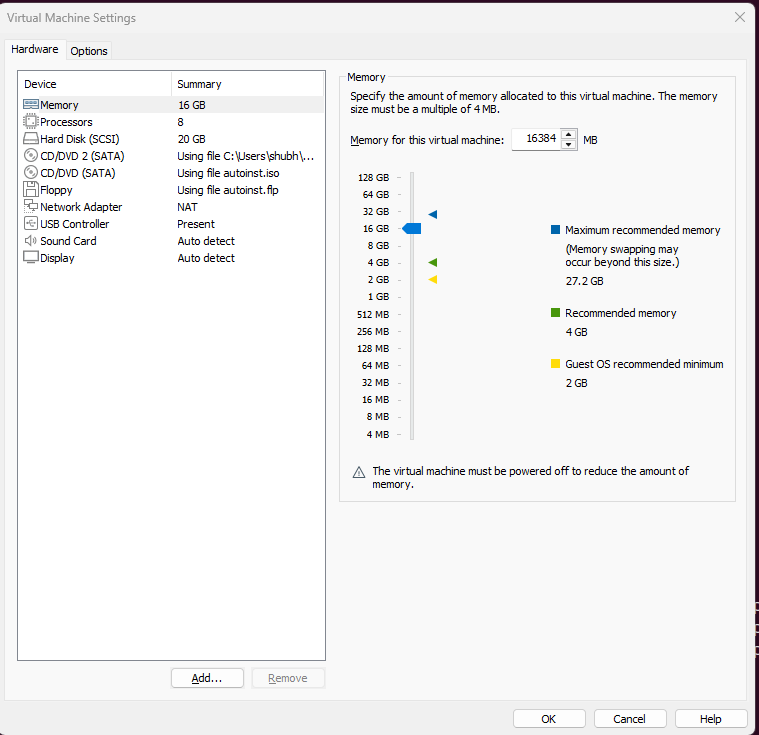 Virtual Machine Settings
Hardware Options
Device Summary
Memory 16 GB
Processors 8
Hard Disk (SCSI) 20 GB
CD/DVD 2 (SATA) Using file C:\Users\shubh\...
CD/DVD (SATA) Using file autoinst.iso
Floppy Using file autoinst.flp
Network Adapter NAT
USB Controller Present
Sound Card Auto detect
Display Auto detect
Add...
Remove
Memory
Specify the amount of memory allocated to this virtual machine. The memory
size must be a multiple of 4 MB.
Memory for this virtual machine: 16384 MB
128 GB
64 GB
32 GB
16 GB
8 GB
4 GB
2 GB
1 GB
512 MB
256 MB
128 MB
64 MB
32 MB
16 MB
8 MB
4 MB
Maximum recommended memory
(Memory swapping may
occur beyond this size.)
27.2 GB
Recommended memory
4 GB
Guest OS recommended minimum
2 GB
The virtual machine must be powered off to reduce the amount of
memory.
OK Cancel Help